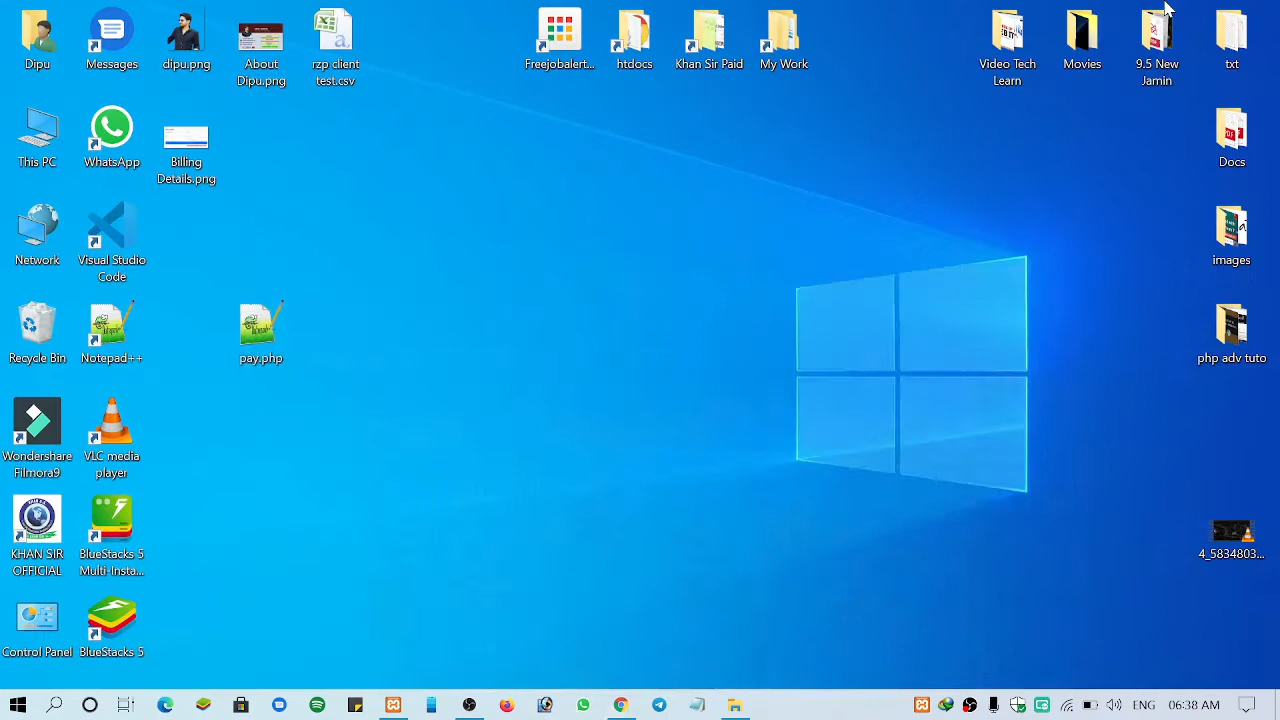 Dipu
Messages
dipu.png
About
Dipu.png
rzp client
test.csv
Freejobalert...
htdocs
Khan Sir Paid
My Work
Video Tech
Learn
Movies
9.5 New
Jamin
txt
This PC
WhatsApp
Billing
Details.png
Docs
Network
Visual Studio
Code
images
Recycle Bin
Notepad++
pay.php
php adv tuto
Wondershare
Filmora9
VLC media
player
KHAN SIR
OFFICIAL
BlueStacks 5
Multi-Insta...
4_5834803...
Control Panel
BlueStacks 5
ENG
06:38 AM